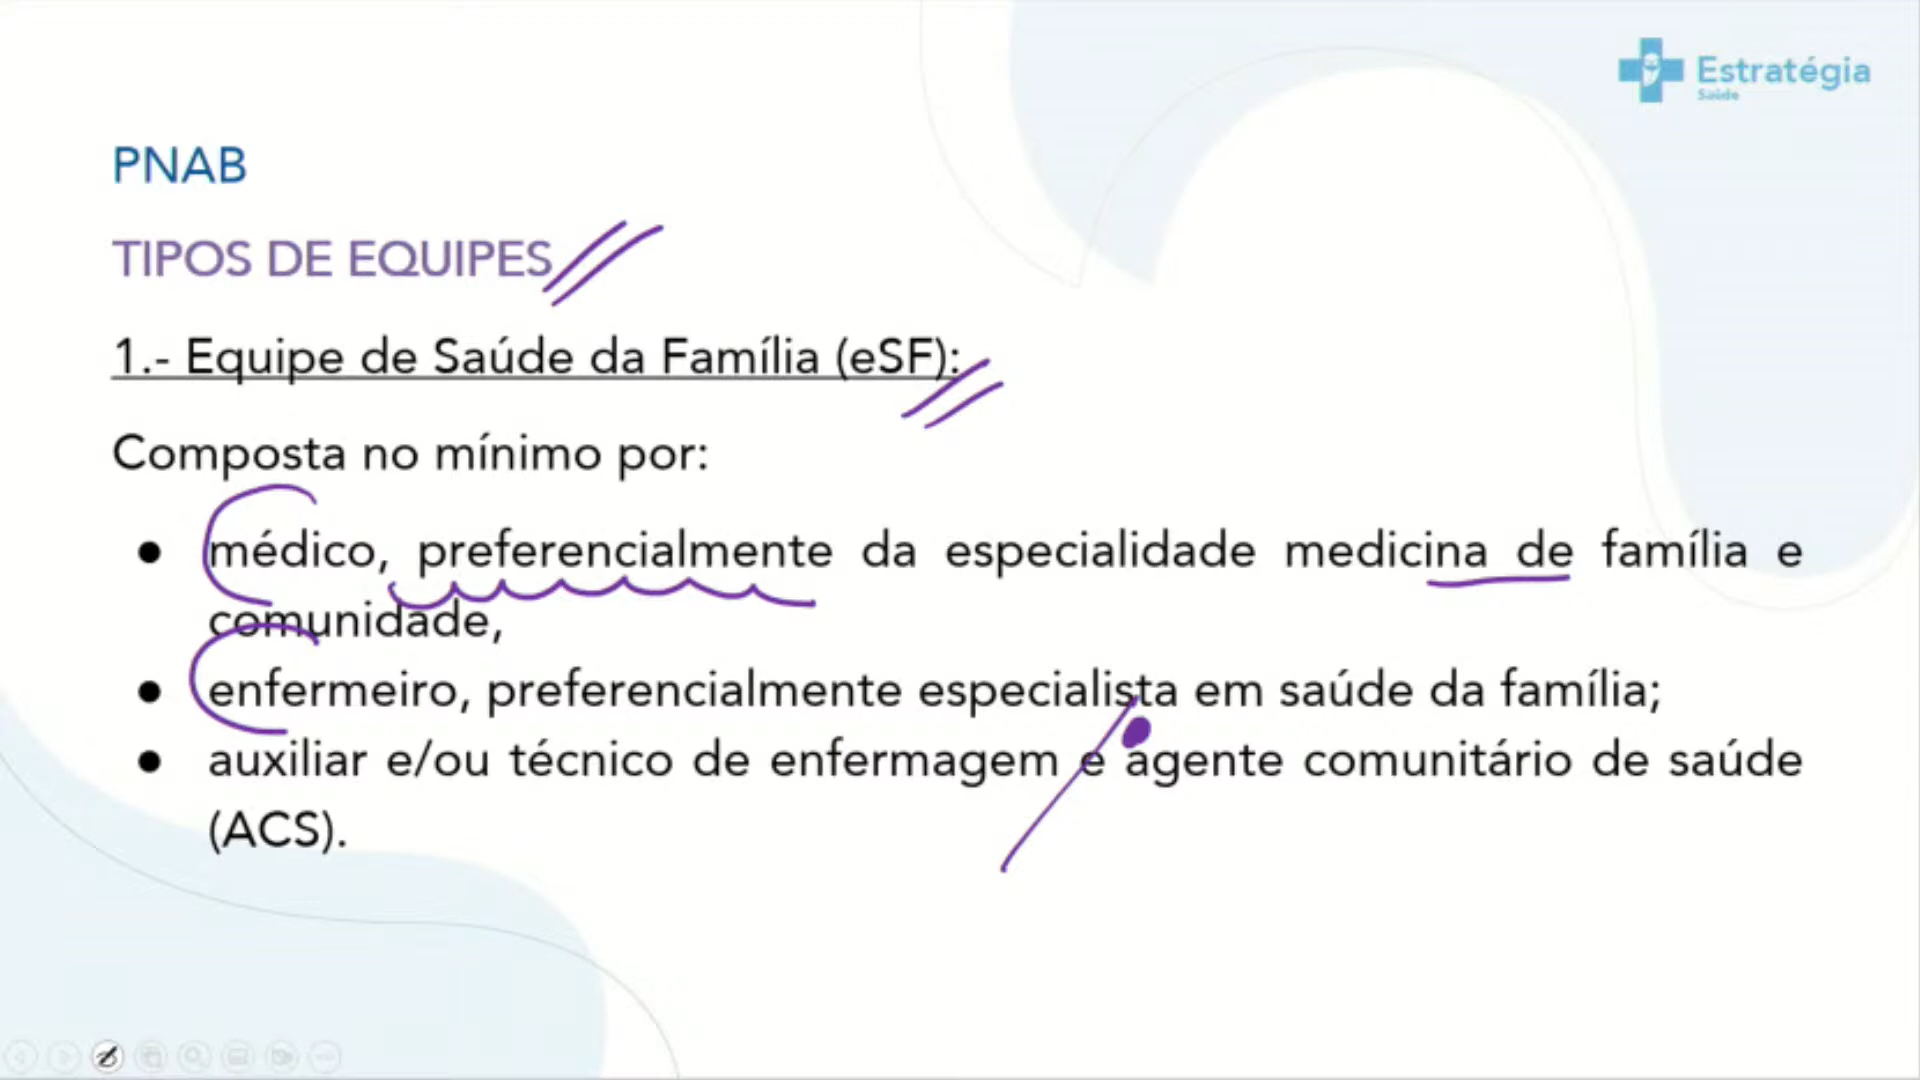 Estratégia
Saúde
PNAB
TIPOS DE EQUIPES
1.- Equipe de Saúde da Família (eSF):
Composta no mínimo por:
● médico, preferencialmente da especialidade medicina de família e
comunidade,
● enfermeiro, preferencialmente especialista em saúde da família;
● auxiliar e/ou técnico de enfermagem e agente comunitário de saúde
(ACS).